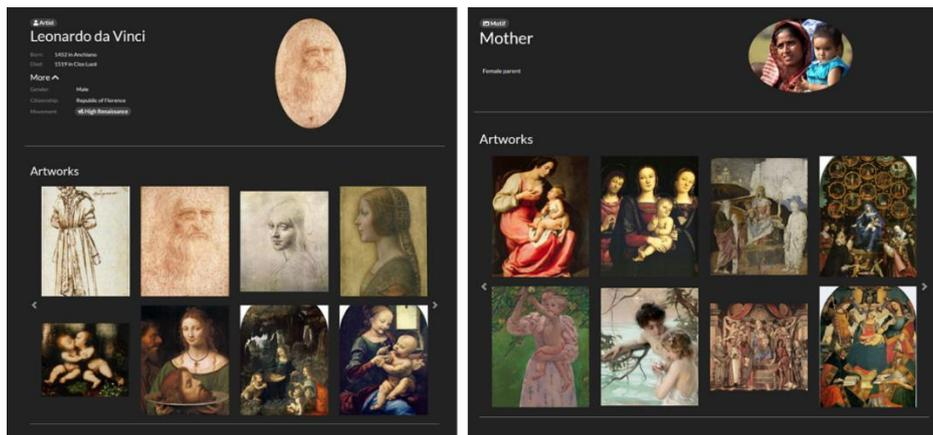 Artist
Leonardo da Vinci
Born: 1452 in Anchiano
Died: 1519 in Clos Lucé
More
Gender: Male
Citizenship: Republic of Florence
Movement: High Renaissance
Artworks
Motif
Mother
Female parent
Artworks